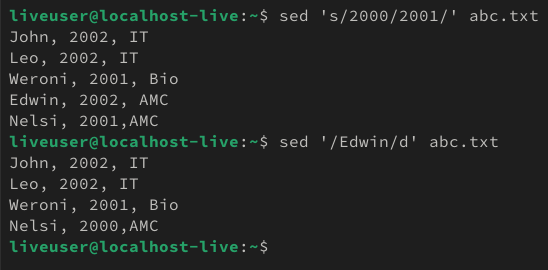 liveuser@localhost-live:~$ sed 's/2000/2001/' abc.txt
John, 2002, IT
Leo, 2002, IT
Weroni, 2001, Bio
Edwin, 2002, AMC
Nelsi, 2001,AMC
liveuser@localhost-live:~$ sed '/Edwin/d' abc.txt
John, 2002, IT
Leo, 2002, IT
Weroni, 2001, Bio
Nelsi, 2000,AMC
liveuser@localhost-live:~$